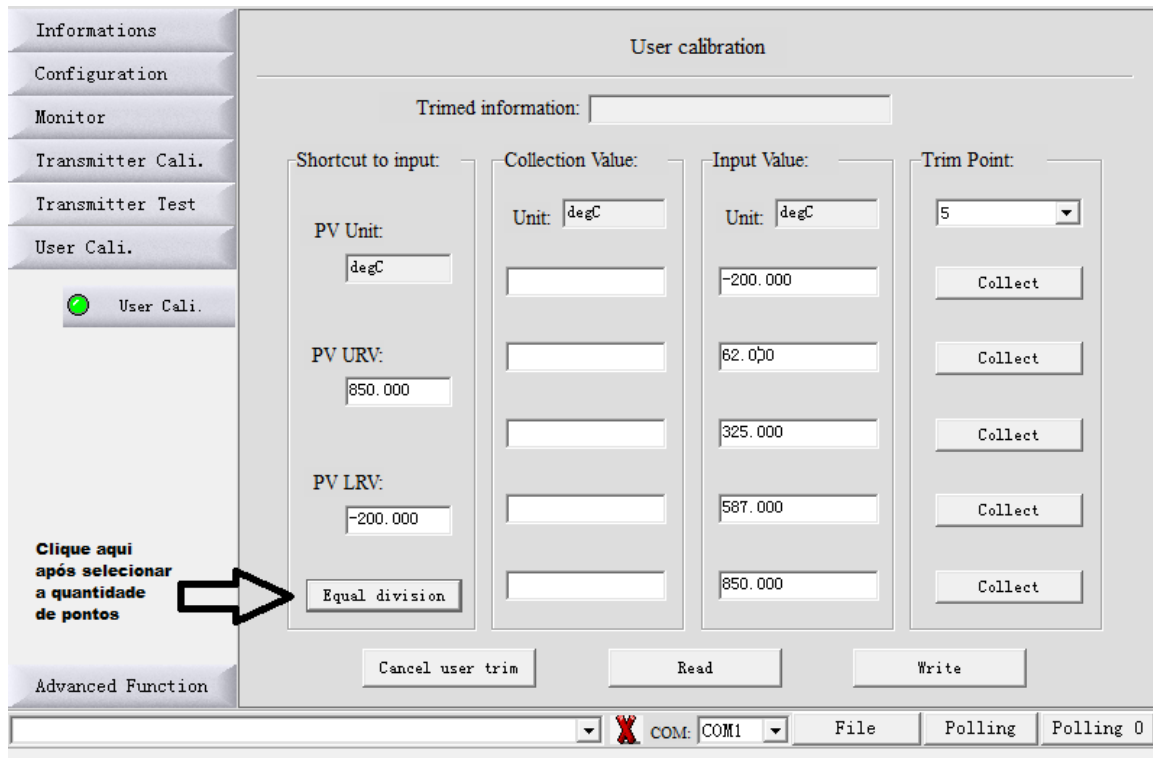 Informations
Configuration
Monitor
Transmitter Cali.
Transmitter Test
User Cali.
User Cali.
Clique aqui
após selecionar
a quantidade
de pontos
Advanced Function
User calibration
Trimed information:
Shortcut to input:
PV Unit:
degC
PV URV:
850.000
PV LRV:
-200.000
Equal division
Collection Value:
Unit: degC
Input Value:
Unit: degC
-200.000
62.000
325.000
587.000
850.000
Trim Point:
5
Collect
Collect
Collect
Collect
Collect
Cancel user trim
Read
Write
X COM: COM1 File Polling Polling 0